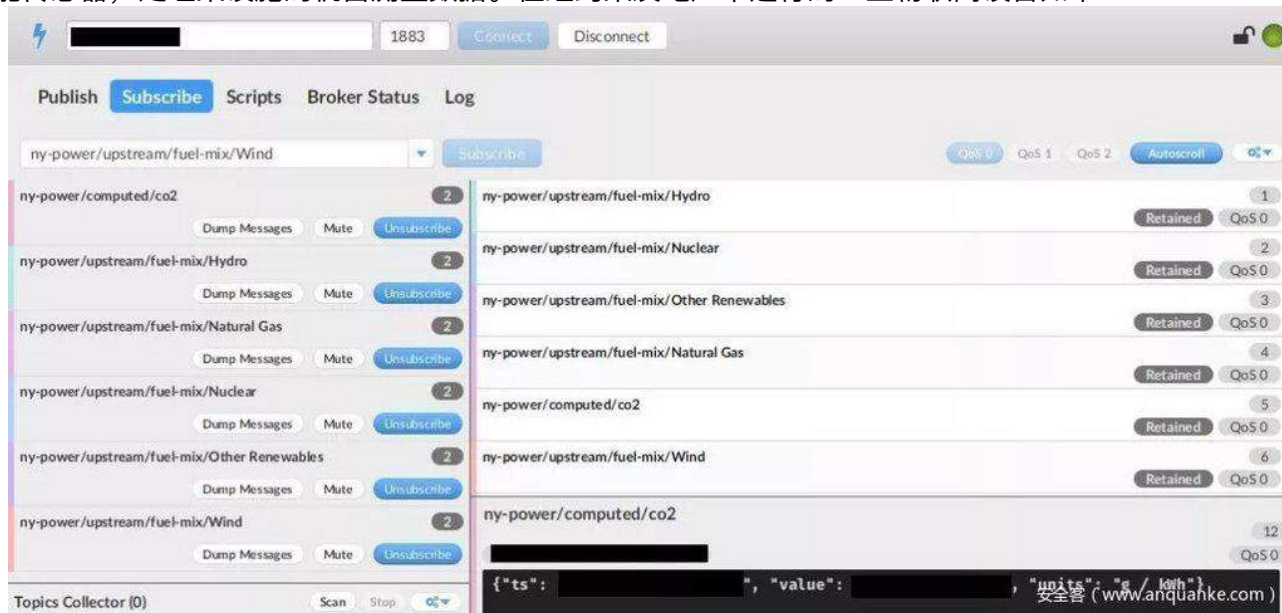 1883 Connect Disconnect
Publish Subscribe Scripts Broker Status Log
ny-power/upstream/fuel-mix/Wind Subscribe QoS 0 QoS 1 QoS 2 Autoscroll
ny-power/computed/co2 2
Dump Messages Mute Unsubscribe
ny-power/upstream/fuel-mix/Hydro 2
Dump Messages Mute Unsubscribe
ny-power/upstream/fuel-mix/Natural Gas 2
Dump Messages Mute Unsubscribe
ny-power/upstream/fuel-mix/Nuclear 2
Dump Messages Mute Unsubscribe
ny-power/upstream/fuel-mix/Other Renewables 2
Dump Messages Mute Unsubscribe
ny-power/upstream/fuel-mix/Wind 2
Dump Messages Mute Unsubscribe
Topics Collector (0) Scan Stop
ny-power/upstream/fuel-mix/Hydro 1
Retained QoS 0
ny-power/upstream/fuel-mix/Nuclear 2
Retained QoS 0
ny-power/upstream/fuel-mix/Other Renewables 3
Retained QoS 0
ny-power/upstream/fuel-mix/Natural Gas 4
Retained QoS 0
ny-power/computed/co2 5
Retained QoS 0
ny-power/upstream/fuel-mix/Wind 6
Retained QoS 0
ny-power/computed/co2 12
QoS 0
{"ts": ", "value": , "units": "g / kWh"}
安全客 ( www.anquanke.com )